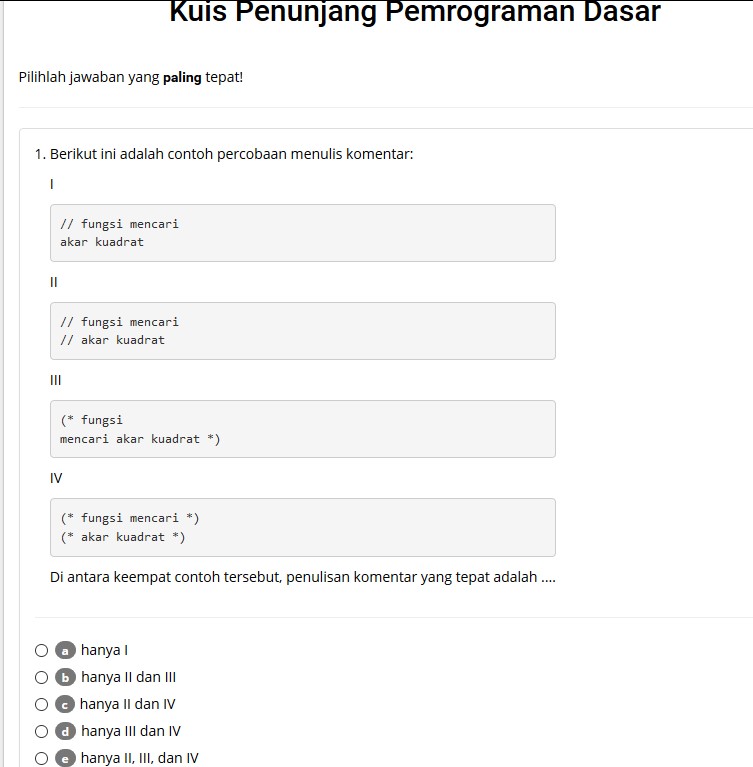 Kuis Penunjang Pemrograman Dasar
Pilihlah jawaban yang paling tepat!
1. Berikut ini adalah contoh percobaan menulis komentar:
I
// fungsi mencari
akar kuadrat
II
// fungsi mencari
// akar kuadrat
III
(* fungsi
mencari akar kuadrat *)
IV
(* fungsi mencari *)
(* akar kuadrat *)
Di antara keempat contoh tersebut, penulisan komentar yang tepat adalah ....
a hanya I
b hanya II dan III
c hanya II dan IV
d hanya III dan IV
e hanya II, III, dan IV